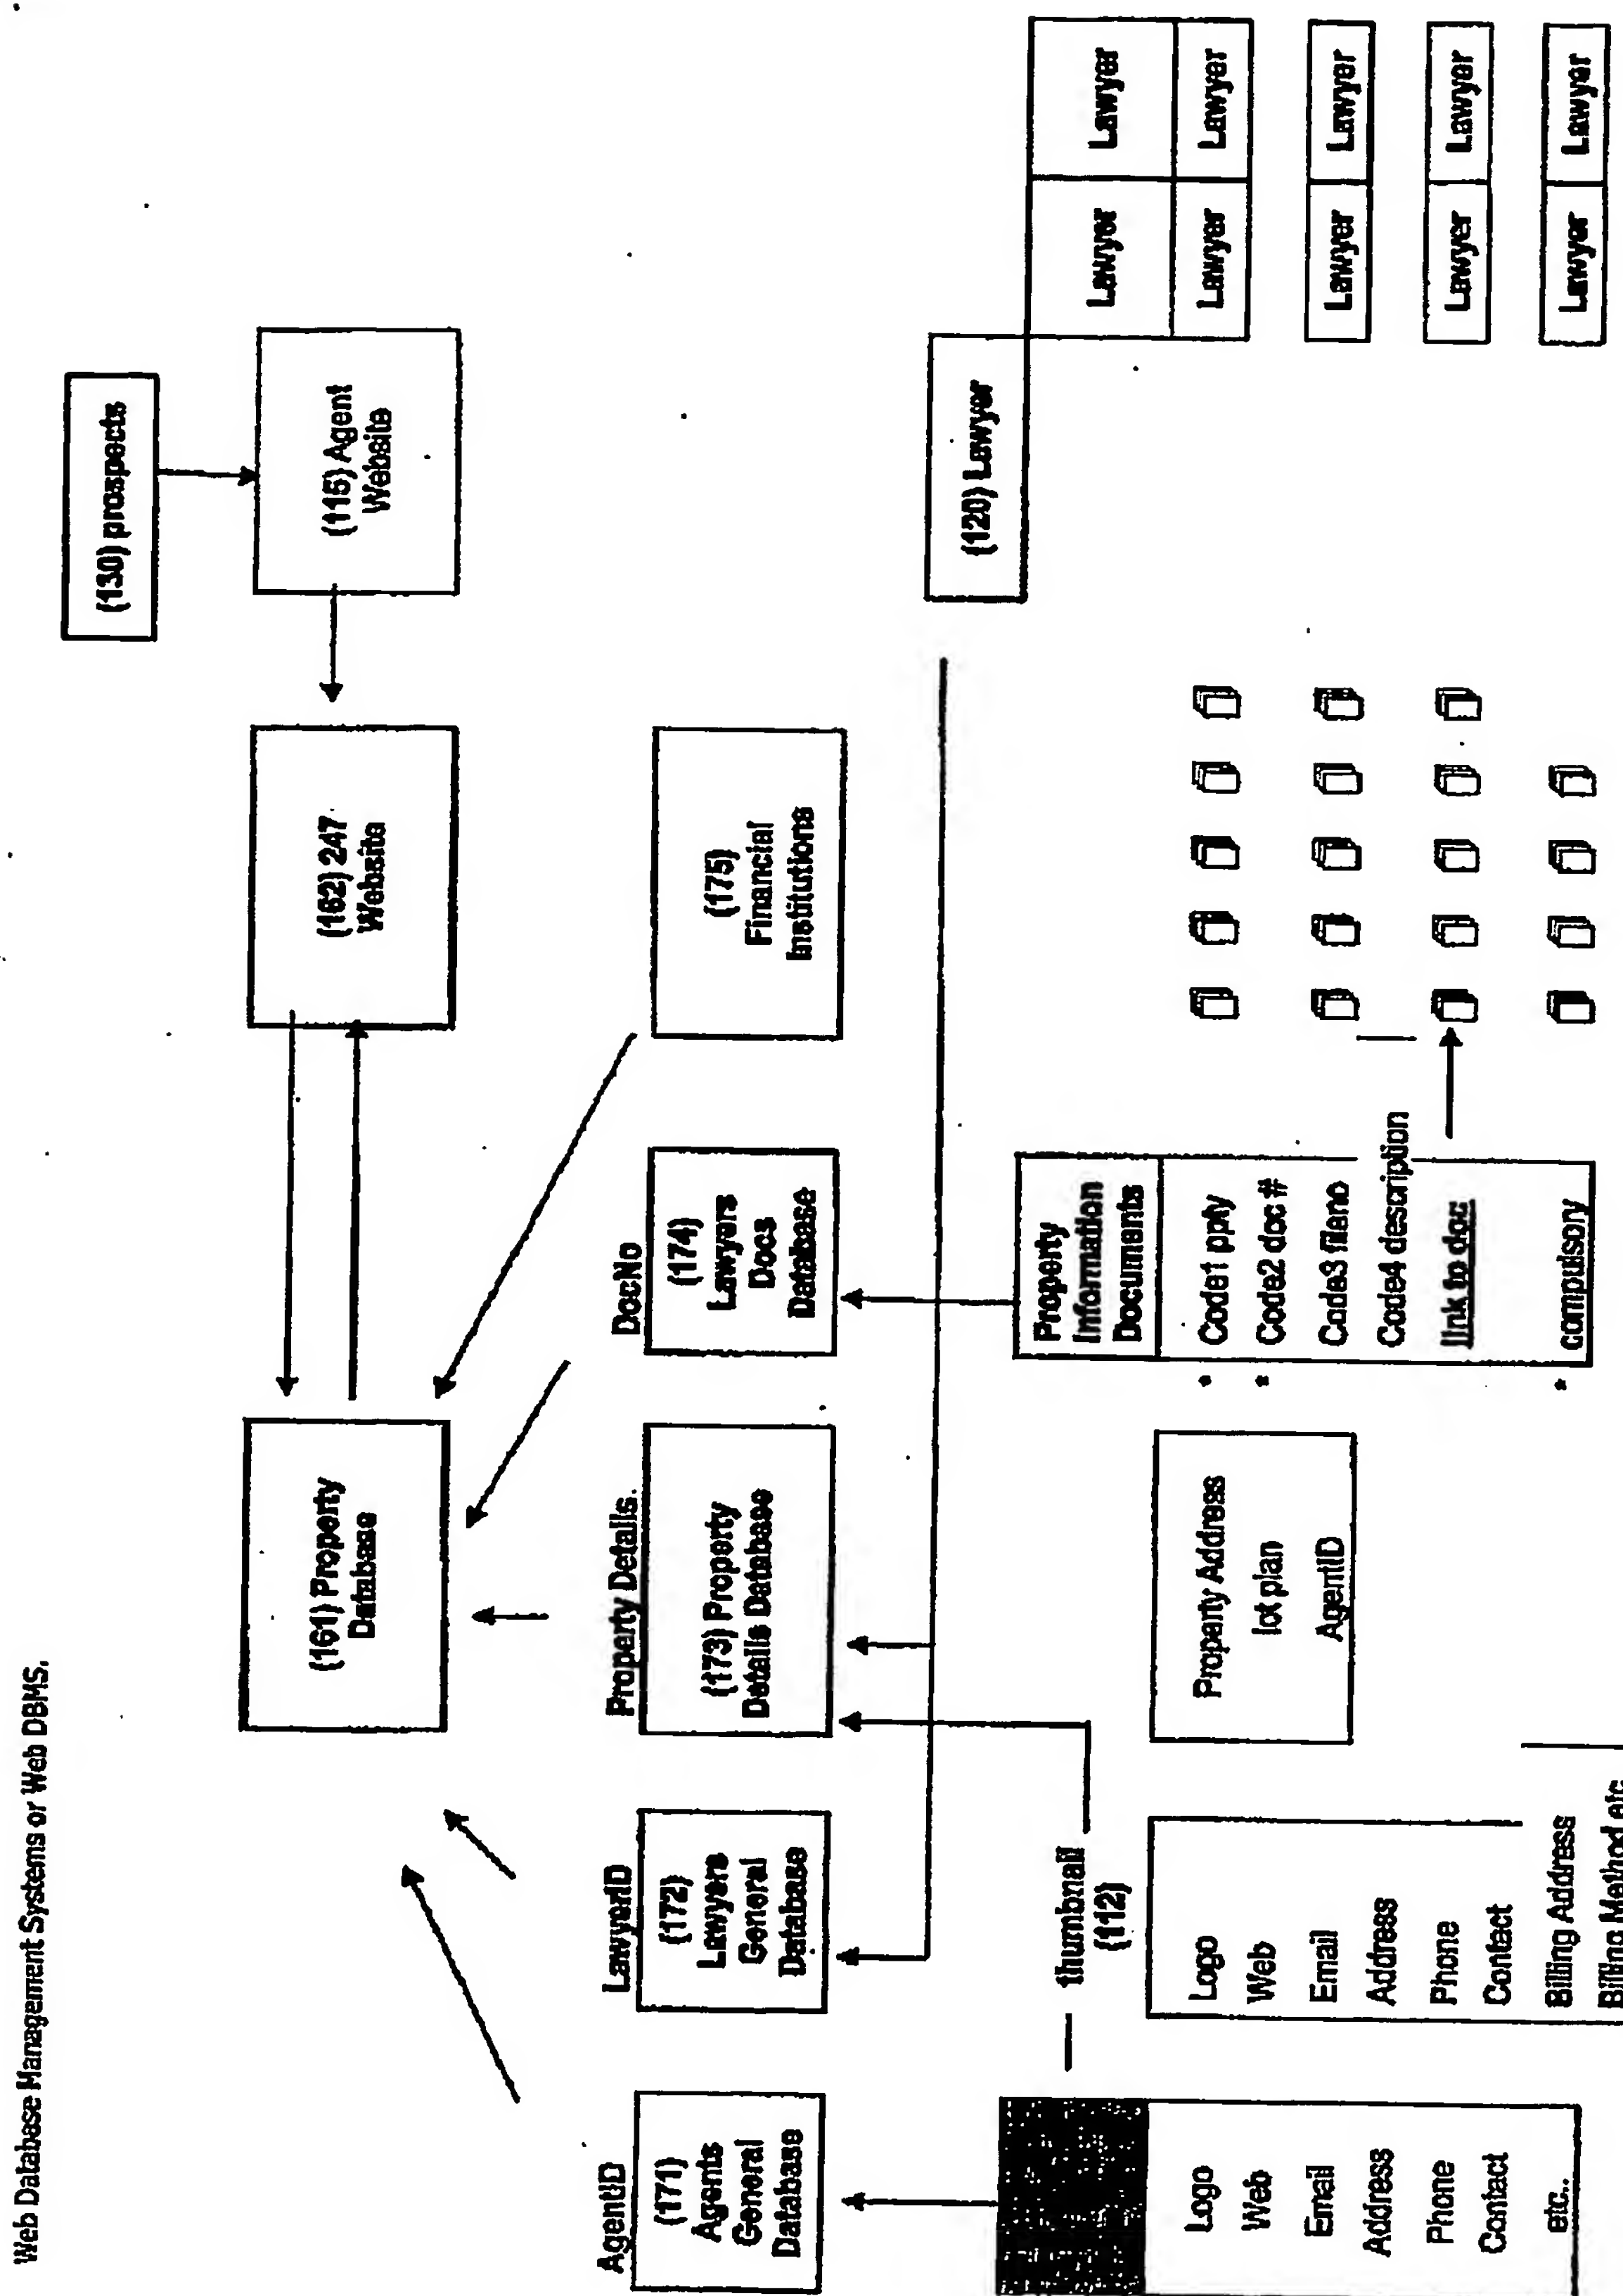 Web Database Management Systems or Web DBMS.
(130) prospects
(115) Agent
Website
(162) 247
Website
(161) Property
Database
AgentID
(171)
Agents
General
Database
LawyerID
(172)
Lawyers
General
Database
Property Details.
(173) Property
Details Database
DocNo
(174)
Lawyers
Docs
Database
(175)
Financial
Institutions
(120) Lawyer
Lawyer
Lawyer
Lawyer
Lawyer
Lawyer
Lawyer
Lawyer
Lawyer
Lawyer
Lawyer
thumbnail
(112)
Logo
Web
Email
Address
Phone
Contact
etc..
Logo
Web
Email
Address
Phone
Contact
Billing Address
Billing Method etc
Property Address
lot plan
AgentID
Property
Information
Documents
* Code1 ppty
* Code2 doc #
Code3 fileno
Code4 description
link to doc
* compulsory